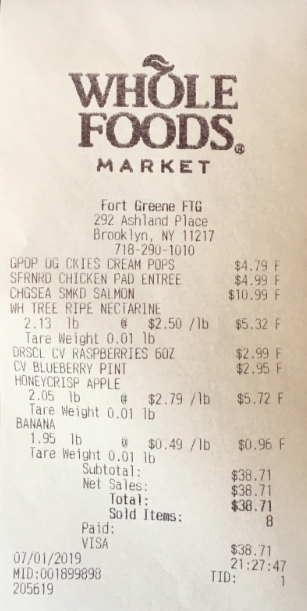 WHOLE
FOODS®
MARKET
Fort Greene FTG
292 Ashland Place
Brooklyn, NY 11217
718-290-1010
GPOP OG CKIES CREAM POPS $4.79 F
SFRNRD CHICKEN PAD ENTREE $4.99 F
CHGSEA SMKD SALMON $10.99 F
WH TREE RIPE NECTARINE
2.13 lb @ $2.50 /lb $5.32 F
Tare Weight 0.01 lb
DRSCL CV RASPBERRIES 6OZ $2.99 F
CV BLUEBERRY PINT $2.95 F
HONEYCRISP APPLE
2.05 lb @ $2.79 /lb $5.72 F
Tare Weight 0.01 lb
BANANA
1.95 lb @ $0.49 /lb $0.96 F
Tare Weight 0.01 lb
Subtotal: $38.71
Net Sales: $38.71
Total: $38.71
Sold Items: 8
Paid:
VISA $38.71
07/01/2019 21:27:47
MID:001899898 TID: 1
205619